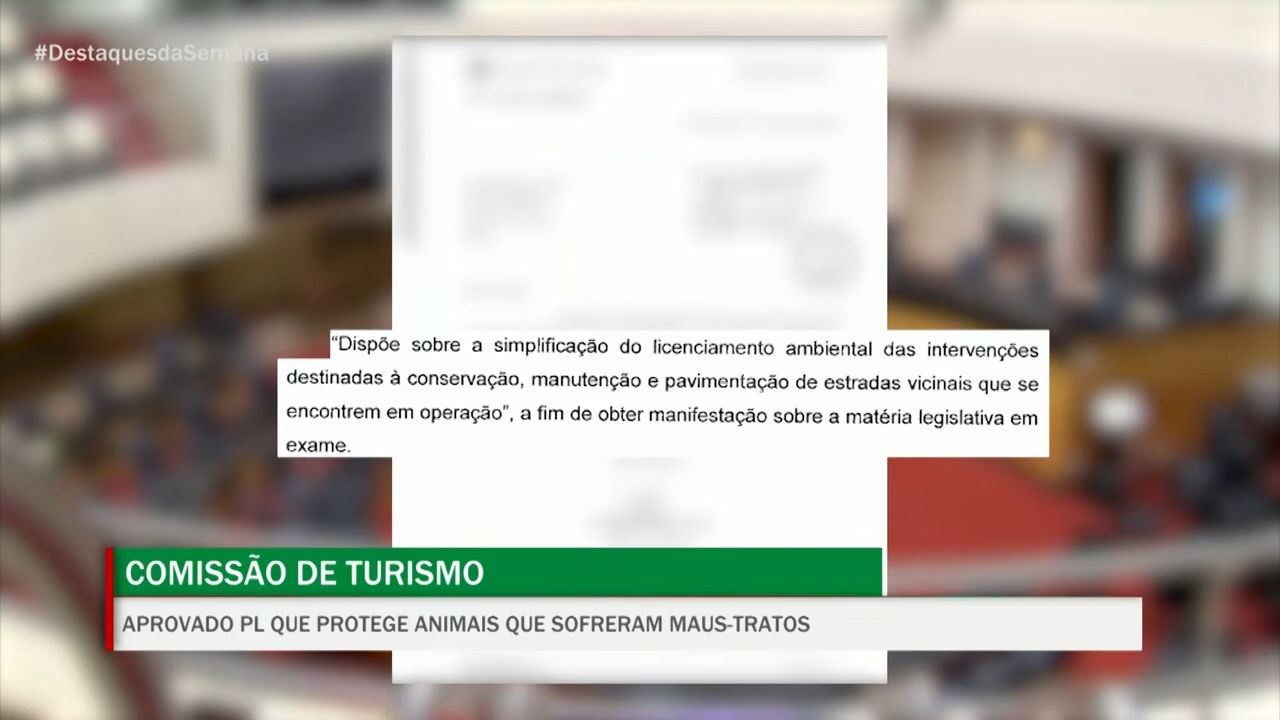 #DestaquesdaSemana
“Dispõe sobre a simplificação do licenciamento ambiental das intervenções
destinadas à conservação, manutenção e pavimentação de estradas vicinais que se
encontrem em operação”, a fim de obter manifestação sobre a matéria legislativa em
exame.
COMISSÃO DE TURISMO
APROVADO PL QUE PROTEGE ANIMAIS QUE SOFRERAM MAUS-TRATOS